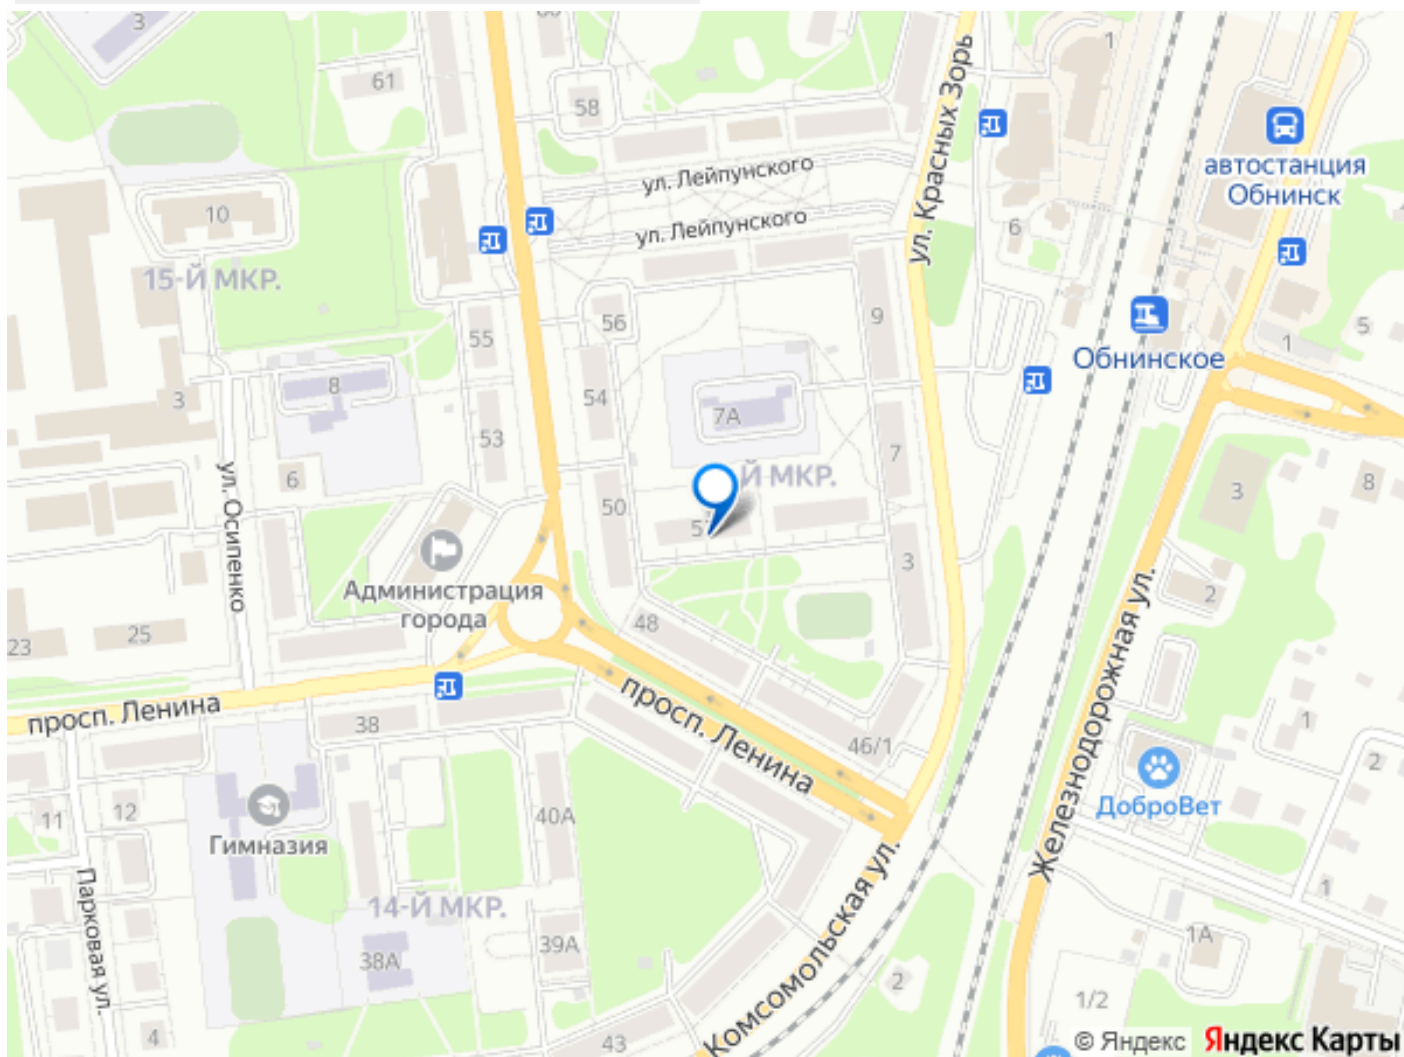 3
61
58
1
ул. Лейпунского
ул. Лейпунского
ул. Красных Зорь
автостанция
Обнинск
10
6
15-Й МКР.
56
9
55
Обнинское
1
5
8
3
54
7А
53
7
6
Й МКР.
3
8
50
ул. Осипенко
3
Администрация
города
2
48
23
25
Железнодорожная ул.
просп. Ленина
просп. Ленина
38
46/1
1
2
ДоброВет
11
12
40А
Гимназия
Парковая ул.
14-Й МКР.
1
Комсомольская ул.
39А
38А
1А
2
4
43
1/2
© Яндекс Яндекс Карты